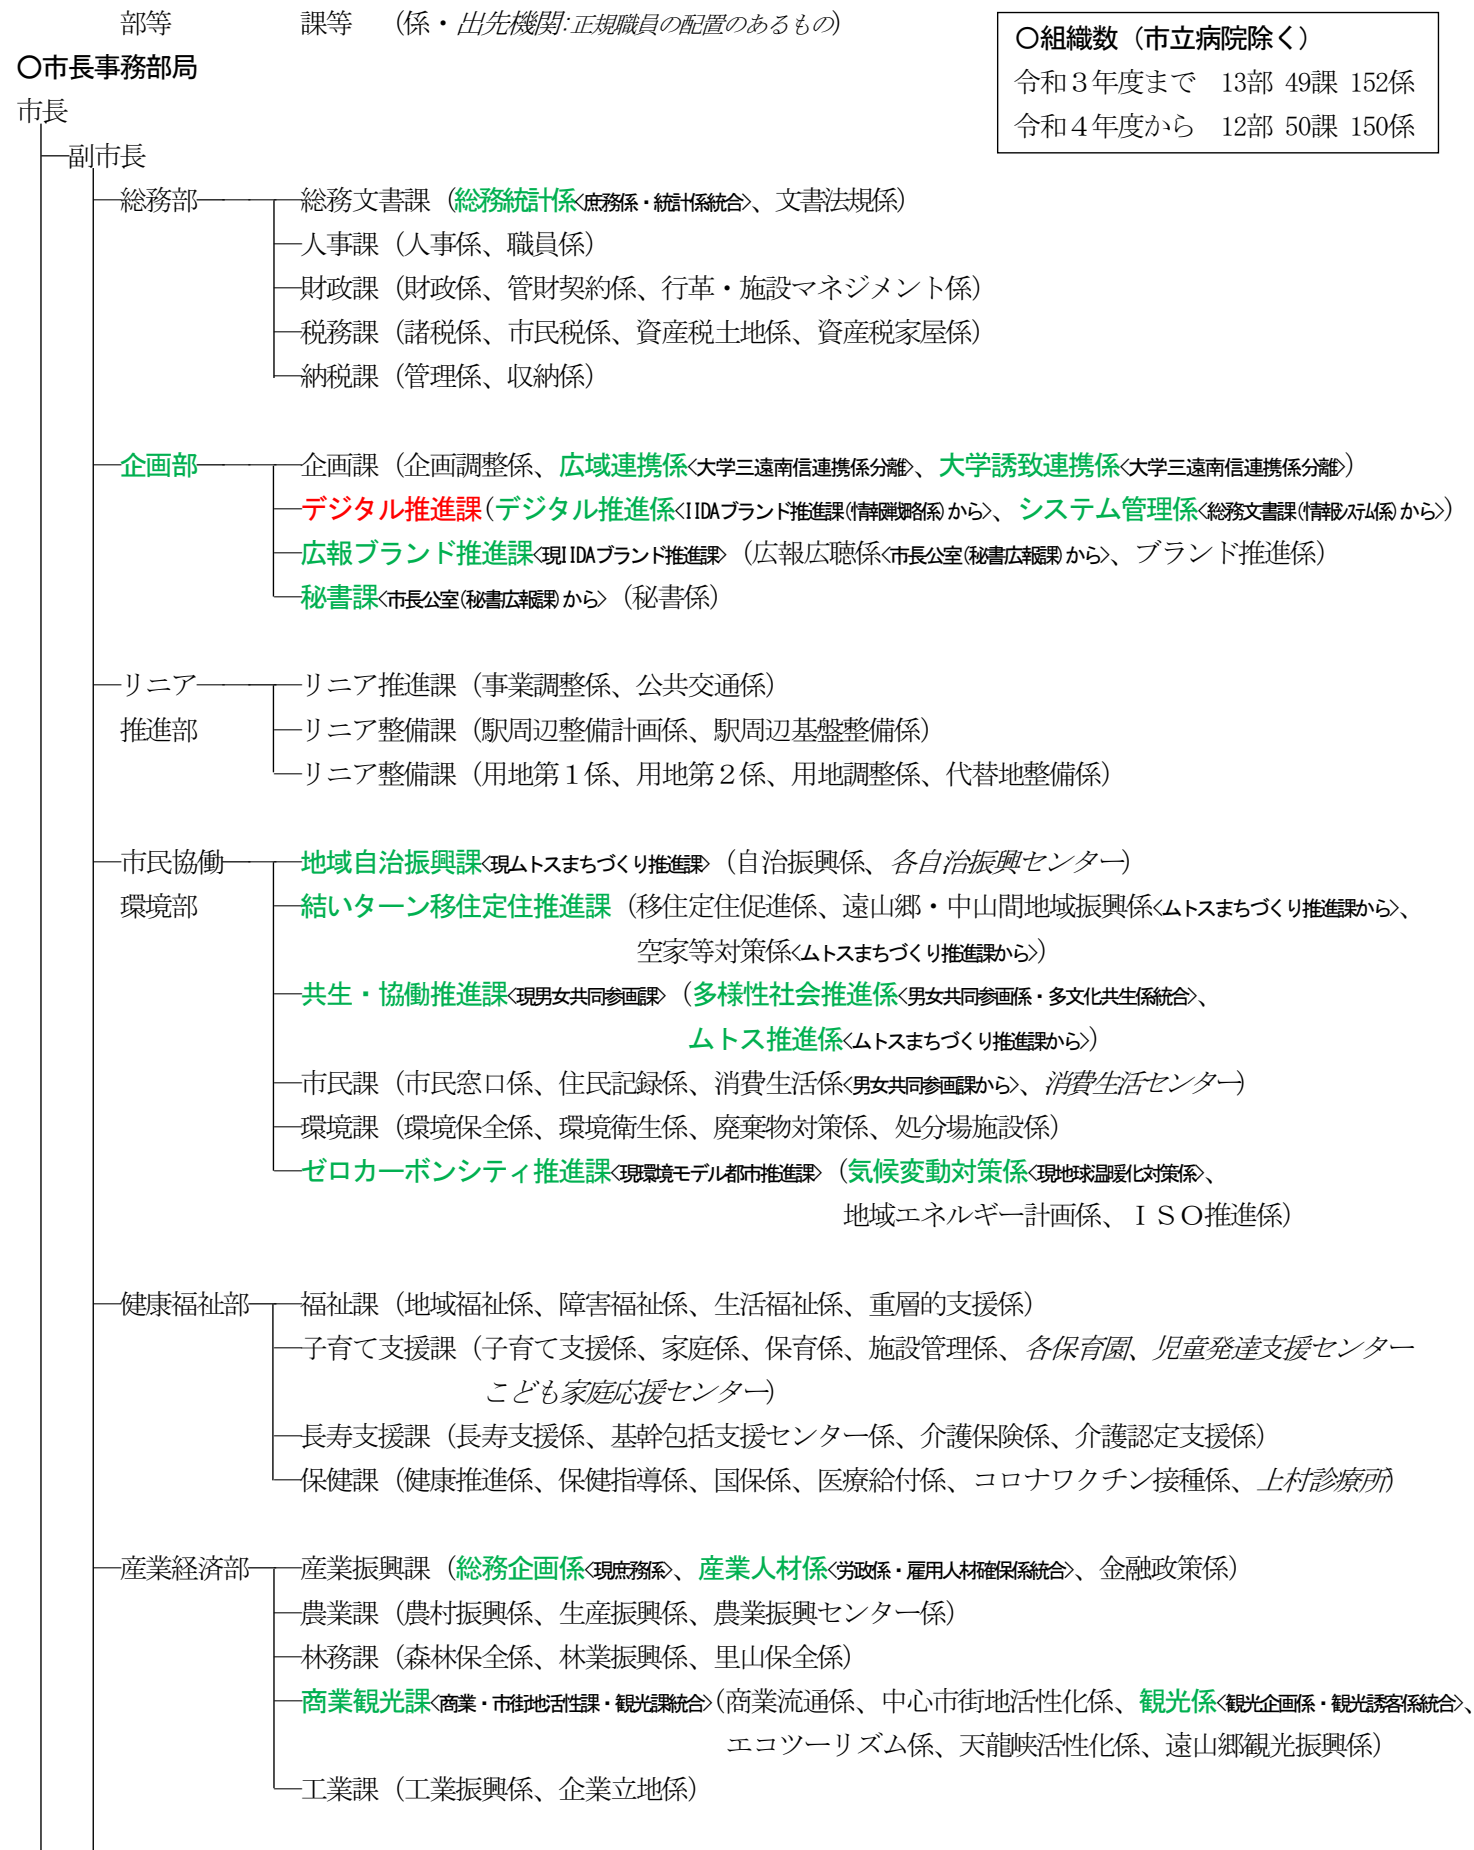 部等　課等　（係・出先機関:正規職員の配置のあるもの）
〇組織数（市立病院除く）
令和３年度まで　13部 49課 152係
令和４年度から　12部 50課 150係
〇市長事務部局
市長
副市長
総務部　総務文書課（総務統計係<庶務係・統計係統合>、文書法規係）
人事課（人事係、職員係）
財政課（財政係、管財契約係、行革・施設マネジメント係）
税務課（諸税係、市民税係、資産税土地係、資産税家屋係）
納税課（管理係、収納係）
企画部　企画課（企画調整係、広域連携係<大学三遠南信連携係分離>、大学誘致連携係<大学三遠南信連携係分離>）
デジタル推進課(デジタル推進係<IIDAブランド推進課(情報戦略係)から>、システム管理係<総務文書課(情報システム係)から>)
広報ブランド推進課<現IIDAブランド推進課>（広報広聴係<市長公室(秘書広報課)から>、ブランド推進係）
秘書課<市長公室(秘書広報課)から>（秘書係）
リニア　リニア推進課（事業調整係、公共交通係）
推進部　リニア整備課（駅周辺整備計画係、駅周辺基盤整備係）
リニア整備課（用地第１係、用地第２係、用地調整係、代替地整備係）
市民協働　地域自治振興課<現ムトスまちづくり推進課>（自治振興係、各自治振興センター）
環境部　結いターン移住定住推進課（移住定住促進係、遠山郷・中山間地域振興係<ムトスまちづくり推進課から>、
空家等対策係<ムトスまちづくり推進課から>）
共生・協働推進課<現男女共同参画課>（多様性社会推進係<男女共同参画係・多文化共生係統合>、
ムトス推進係<ムトスまちづくり推進課から>）
市民課（市民窓口係、住民記録係、消費生活係<男女共同参画課から>、消費生活センター）
環境課（環境保全係、環境衛生係、廃棄物対策係、処分場施設係）
ゼロカーボンシティ推進課<現環境モデル都市推進課>（気候変動対策係<現地球温暖化対策係>、
地域エネルギー計画係、ＩＳＯ推進係）
健康福祉部　福祉課（地域福祉係、障害福祉係、生活福祉係、重層的支援係）
子育て支援課（子育て支援係、家庭係、保育係、施設管理係、各保育園、児童発達支援センター
こども家庭応援センター）
長寿支援課（長寿支援係、基幹包括支援センター係、介護保険係、介護認定支援係）
保健課（健康推進係、保健指導係、国保係、医療給付係、コロナワクチン接種係、上村診療所）
産業経済部　産業振興課（総務企画係<現庶務係>、産業人材係<労政係・雇用人材確保係統合>、金融政策係）
農業課（農村振興係、生産振興係、農業振興センター係）
林務課（森林保全係、林業振興係、里山保全係）
商業観光課<商業・市街地活性課・観光課統合>(商業流通係、中心市街地活性化係、観光係<観光企画係・観光誘客係統合>、
エコツーリズム係、天龍峡活性化係、遠山郷観光振興係）
工業課（工業振興係、企業立地係）